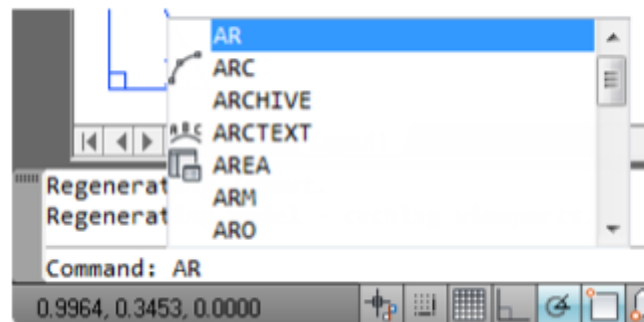 AR
ARC
ARCHIVE
ARCTEXT
AREA
ARM
ARO
Regenerat
Regenerat
Command: AR
0.9964, 0.3453, 0.0000